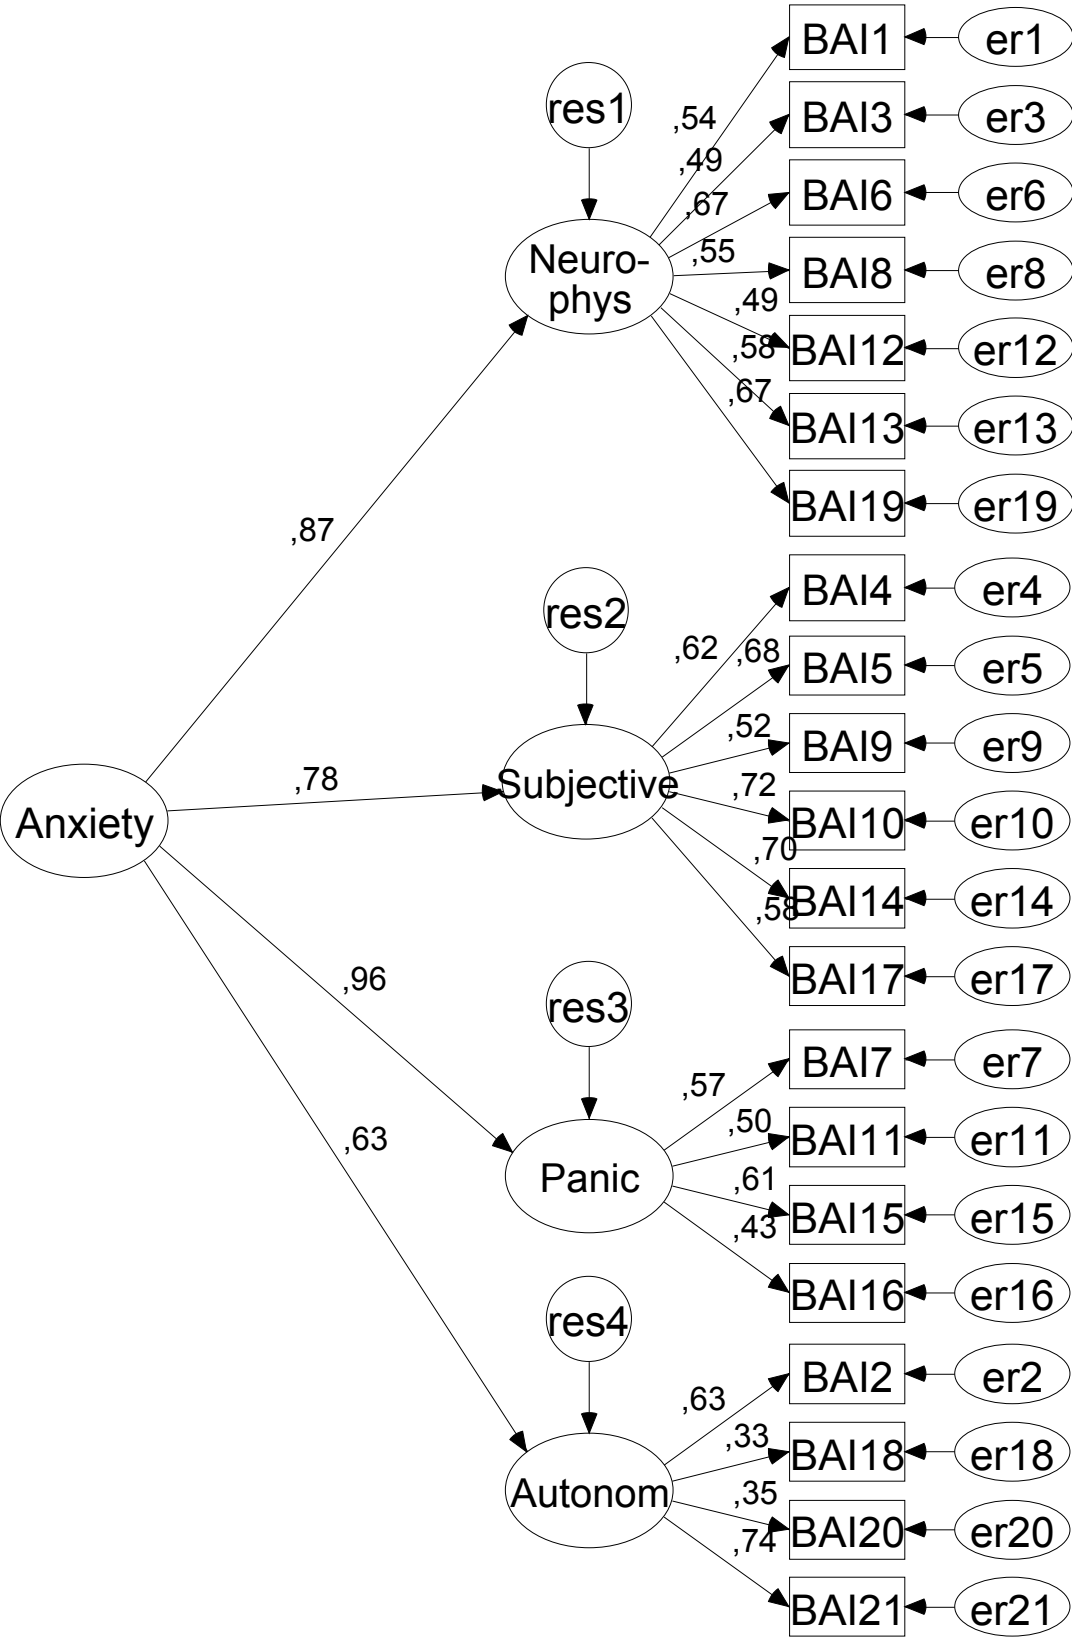 BAI1
er1
res1
,54
BAI3
er3
,49
,67
BAI6
er6
Neuro-
phys
,55
BAI8
er8
,49
BAI12
er12
,58
,67
BAI13
er13
BAI19
er19
,87
res2
BAI4
er4
,62
,68
BAI5
er5
,52
BAI9
er9
Subjective
,72
BAI10
er10
,70
BAI14
er14
,58
BAI17
er17
,78
Anxiety
,96
res3
,57
BAI7
er7
,50
BAI11
er11
Panic
,61
BAI15
er15
,43
BAI16
er16
,63
res4
,63
BAI2
er2
,33
BAI18
er18
Autonom
,35
BAI20
er20
,74
BAI21
er21